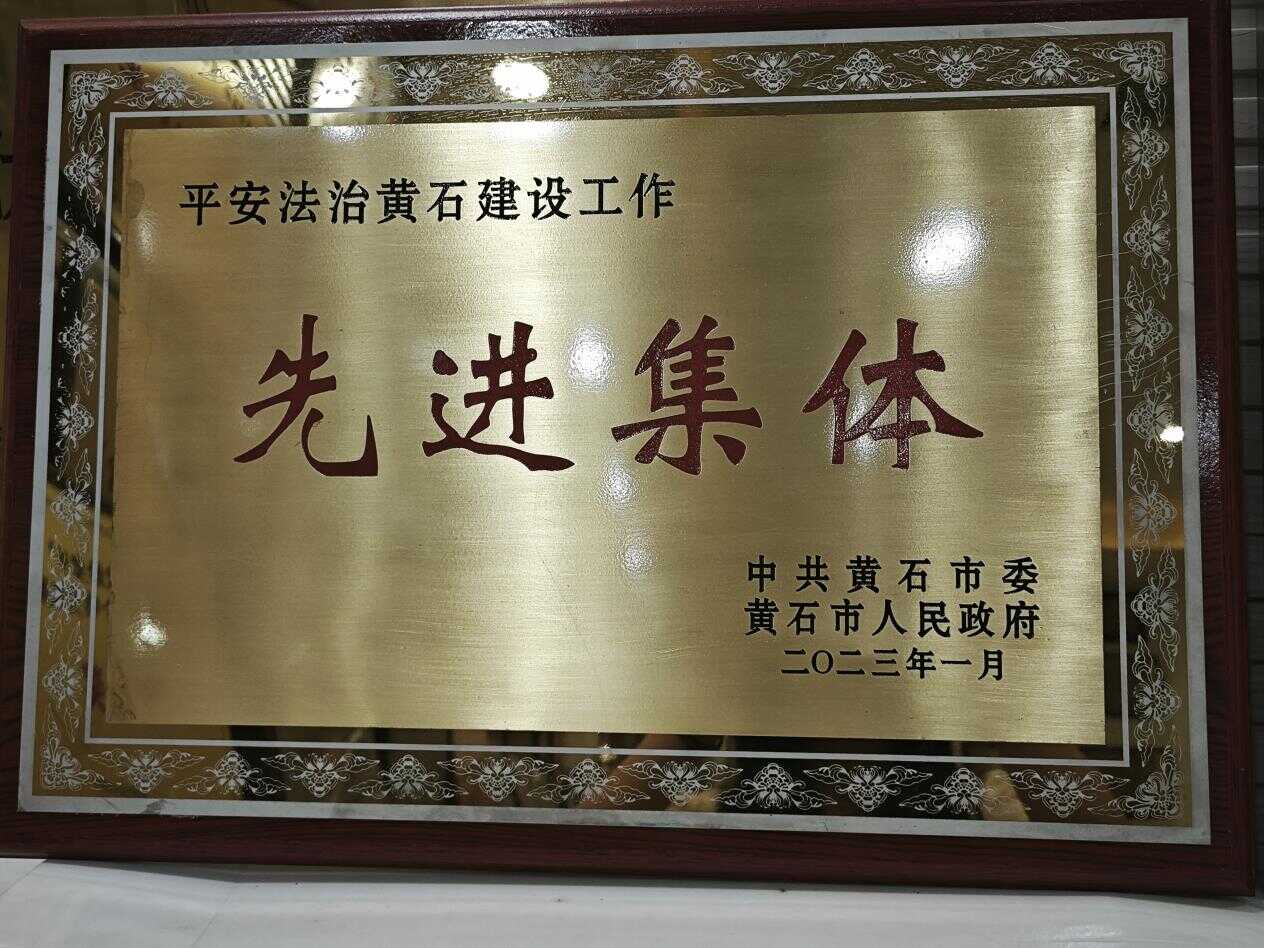 平安法治黄石建设工作
先进集体
中共黄石市委
黄石市人民政府
二〇二三年一月